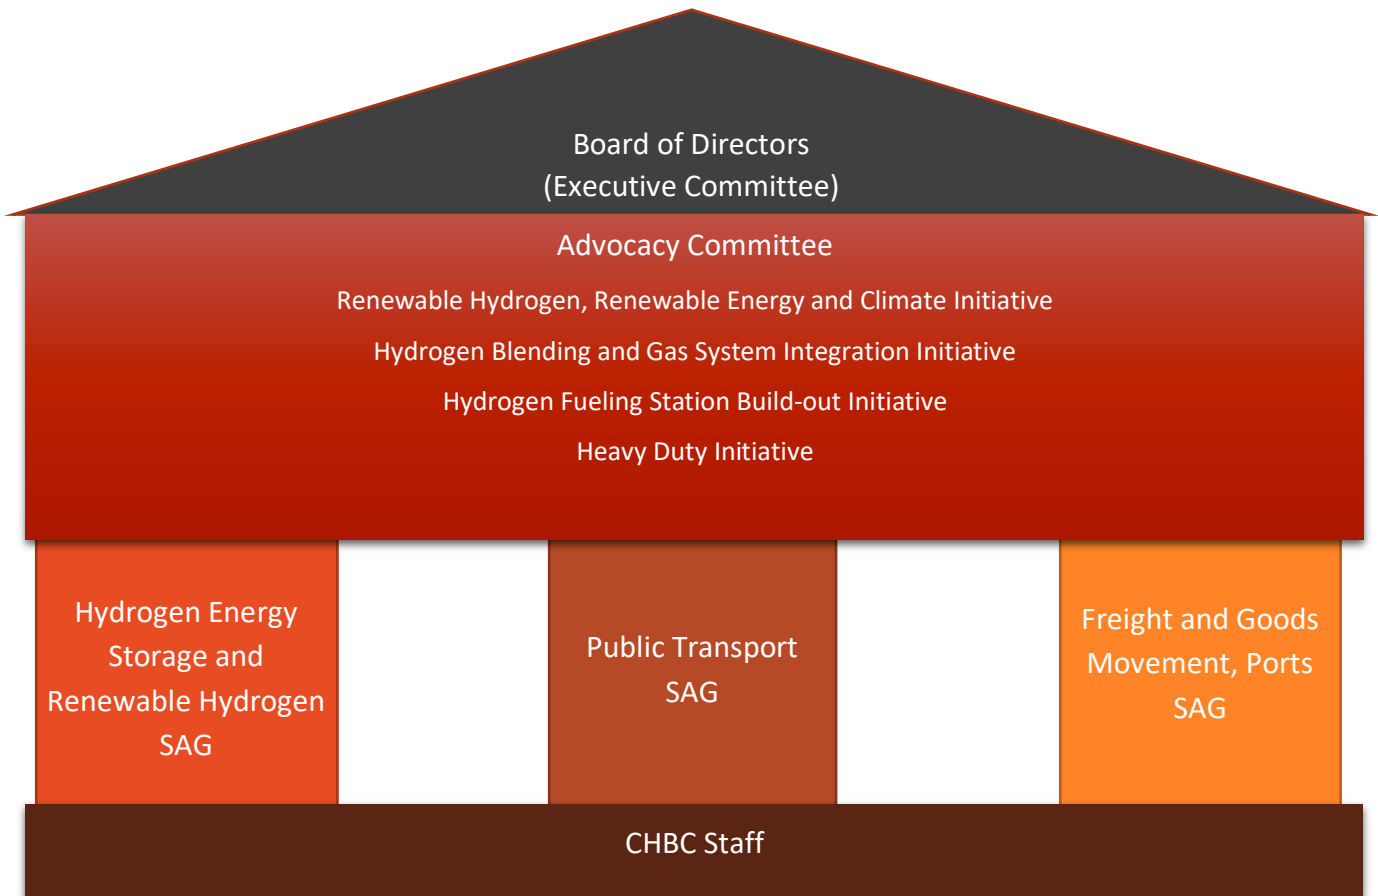 Board of Directors
(Executive Committee)
Advocacy Committee
Renewable Hydrogen, Renewable Energy and Climate Initiative
Hydrogen Blending and Gas System Integration Initiative
Hydrogen Fueling Station Build-out Initiative
Heavy Duty Initiative
Hydrogen Energy
Storage and
Renewable Hydrogen
SAG
Public Transport
SAG
Freight and Goods
Movement, Ports
SAG
CHBC Staff